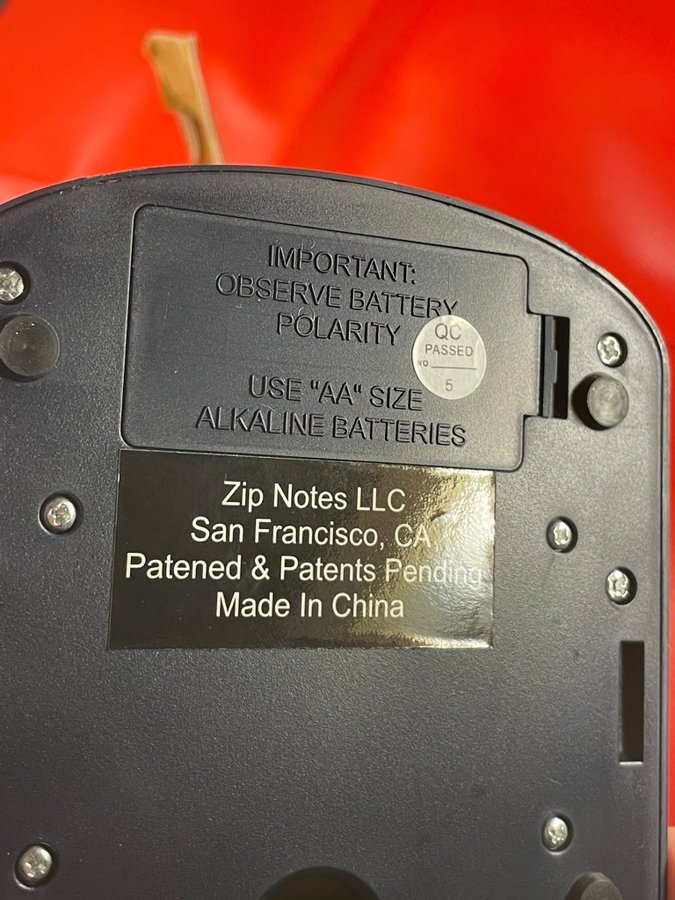 IMPORTANT:
OBSERVE BATTERY
POLARITY
USE "AA" SIZE
ALKALINE BATTERIES
QC
PASSED
NO
5
Zip Notes LLC
San Francisco, CA
Patened & Patents Pending
Made In China